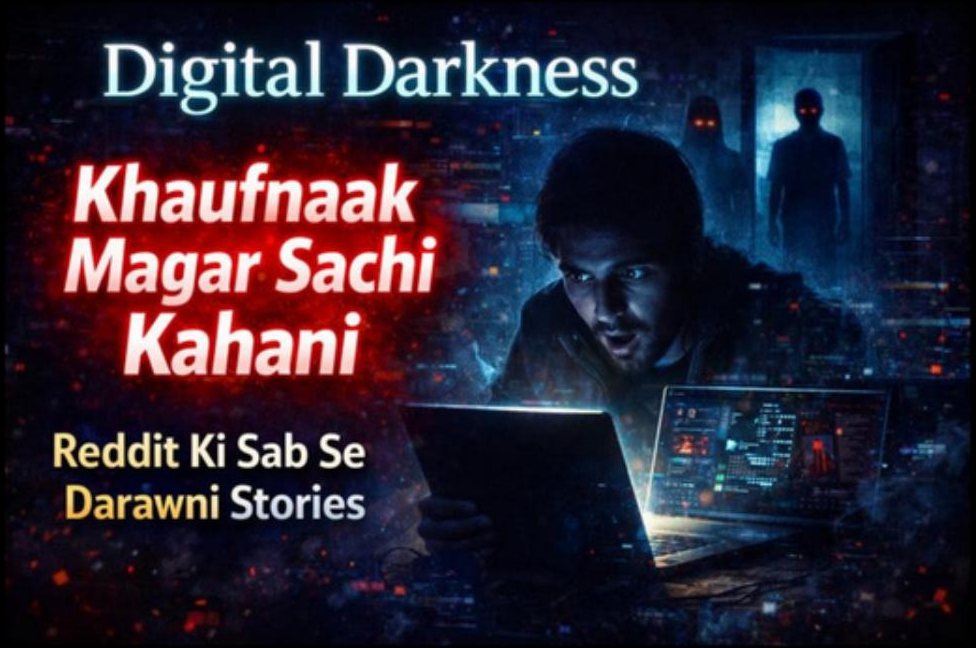 Digital Darkness
Khaufnaak
Magar Sachi
Kahani
Reddit Ki Sab Se
Darawni Stories